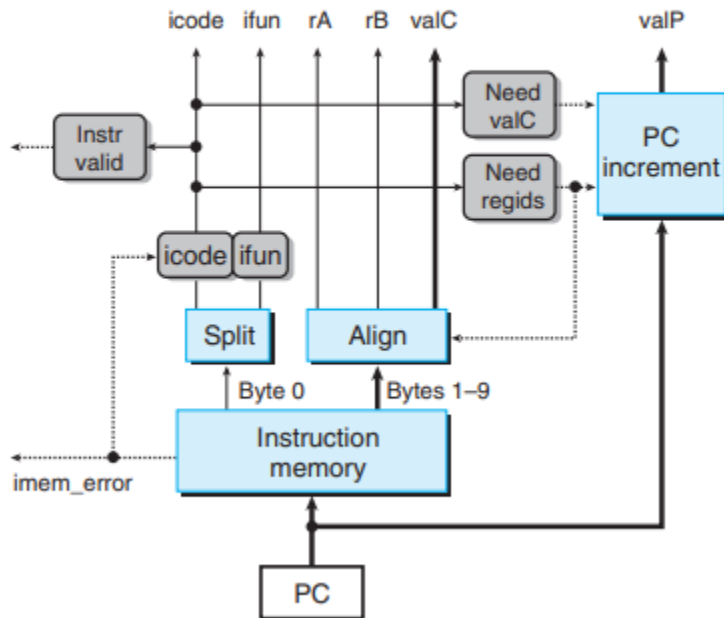 icode ifun rA rB valC valP
Need
valC
Instr
valid
PC
increment
Need
regids
icode ifun
Split
Align
Byte 0
Bytes 1–9
Instruction
memory
imem_error
PC